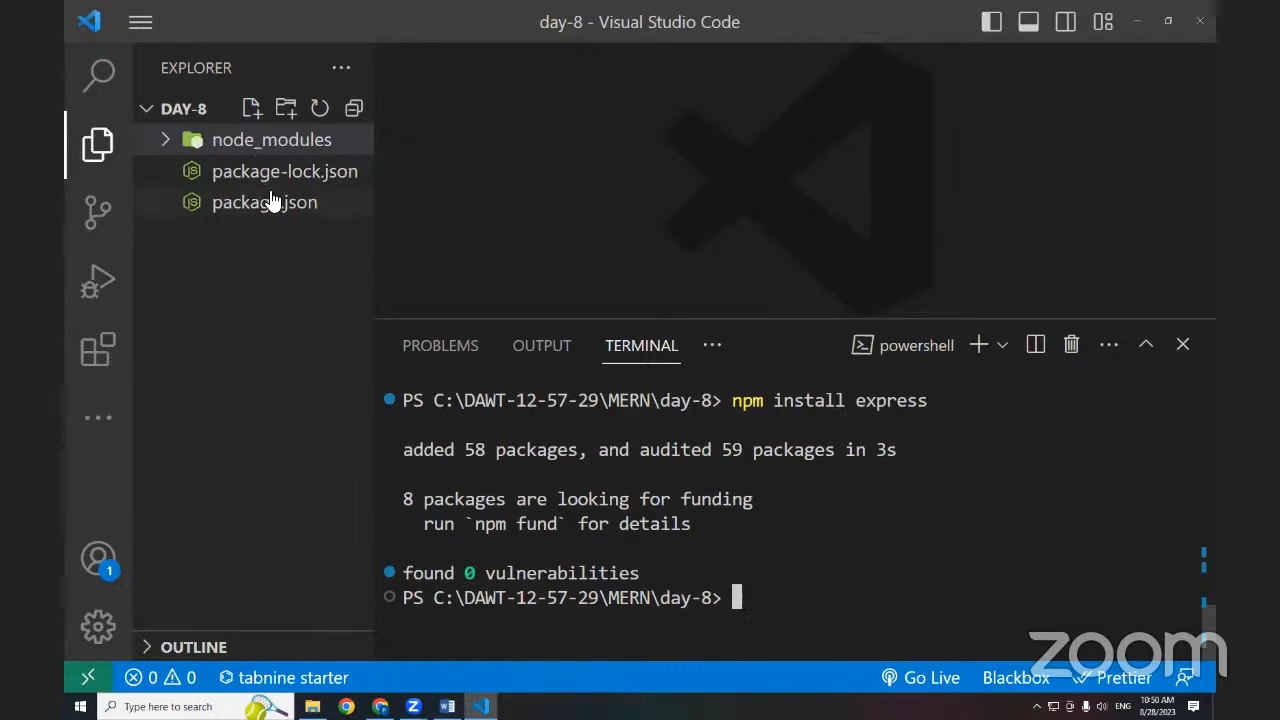 day-8 - Visual Studio Code
EXPLORER
DAY-8
node_modules
package-lock.json
package.json
PROBLEMS
OUTPUT
TERMINAL
powershell
PS C:\DAWT-12-57-29\MERN\day-8> npm install express
added 58 packages, and audited 59 packages in 3s
8 packages are looking for funding
run `npm fund` for details
found 0 vulnerabilities
PS C:\DAWT-12-57-29\MERN\day-8>
1
OUTLINE
zoom
0 0 tabnine starter
Go Live
Blackbox
Prettier
Type here to search
ENG
10:50 AM
8/28/2023